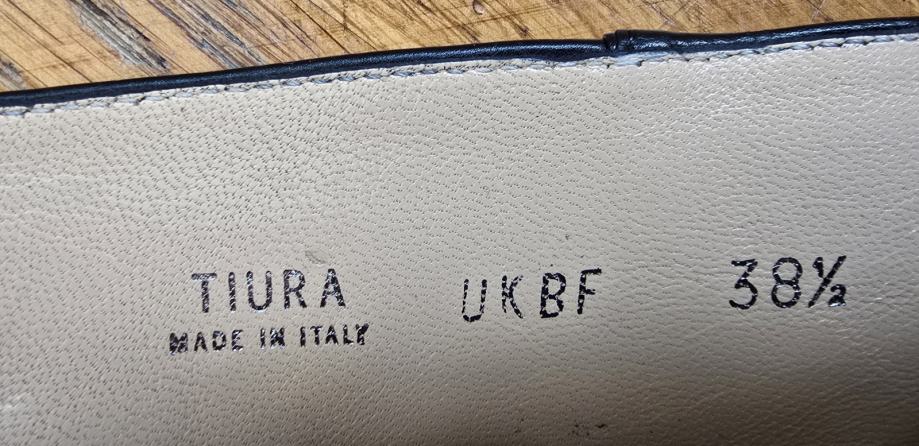 TIURA UKBF 38½
MADE IN ITALY